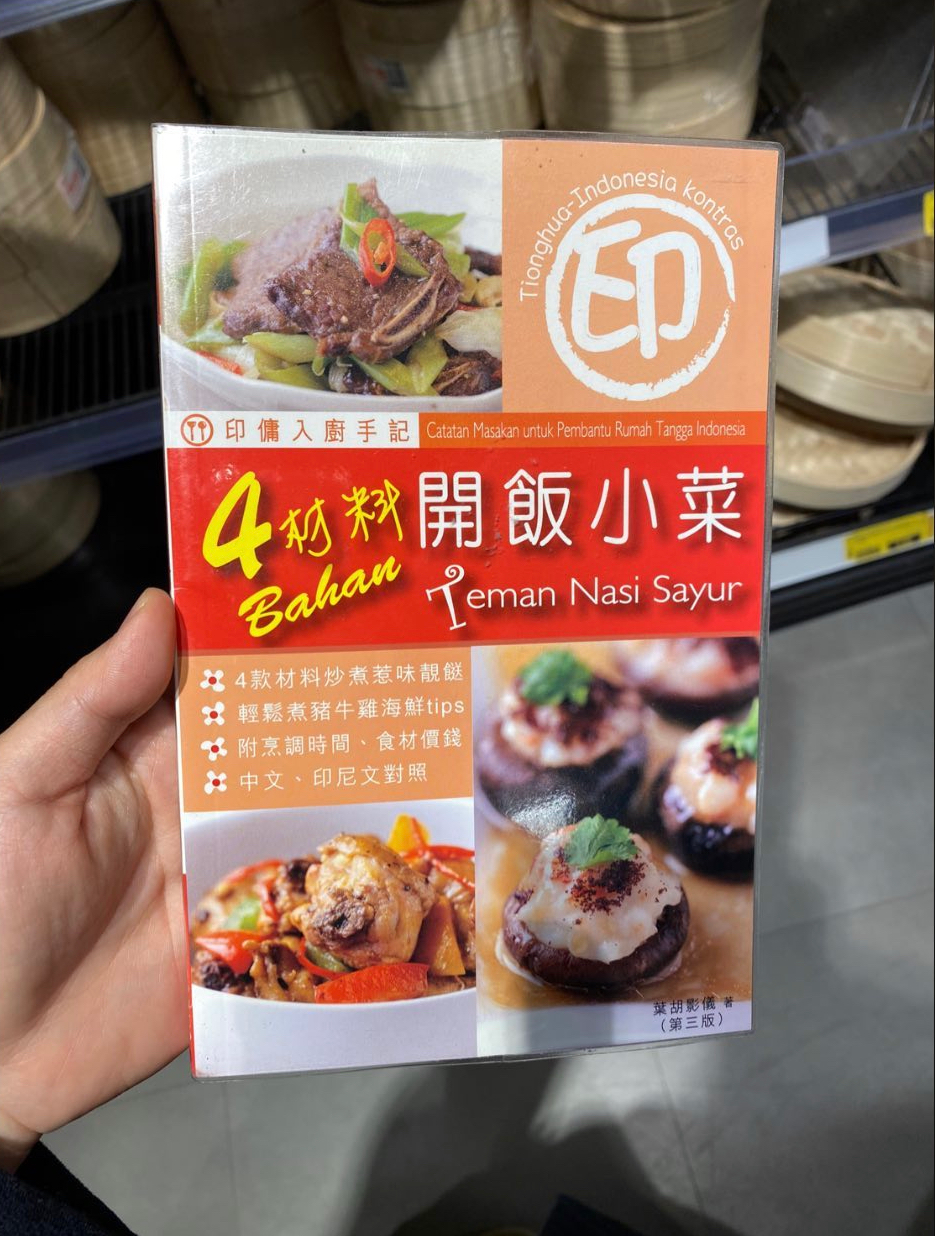 Tionghua-Indonesia kontras
印
印傭入廚手記
Catatan Masakan untuk Pembantu Rumah Tangga Indonesia
4材料開飯小菜
Bahan Teman Nasi Sayur
4款材料炒煮惹味靚餸
輕鬆煮豬牛雞海鮮tips
附烹調時間、食材價錢
中文、印尼文對照
葉胡影儀 著
（第三版）